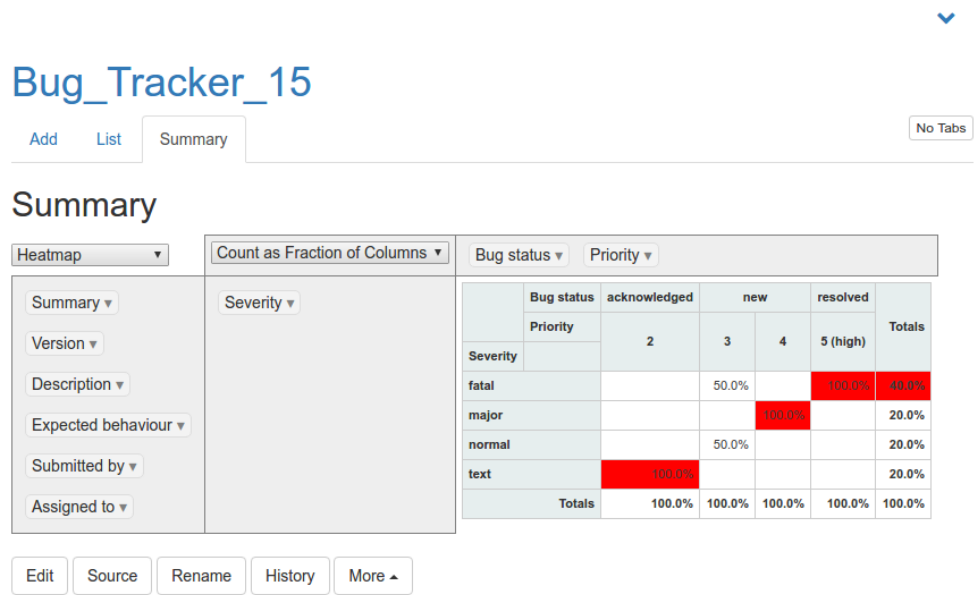 Bug_Tracker_15
Add List Summary No Tabs
Summary
Heatmap Count as Fraction of Columns Bug status Priority
Summary
Version
Description
Expected behaviour
Submitted by
Assigned to
Severity
Bug status acknowledged new resolved Totals
Priority 2 3 4 5 (high)
Severity
fatal 50.0% 100.0% 40.0%
major 100.0% 20.0%
normal 50.0% 20.0%
text 100.0% 20.0%
Totals 100.0% 100.0% 100.0% 100.0% 100.0%
Edit Source Rename History More